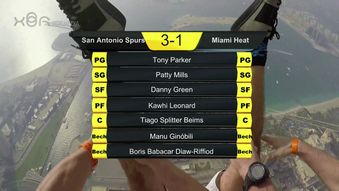 San Antonio Spurs 3-1 Miami Heat
PG Tony Parker PG
SG Patty Mills SG
SF Danny Green SF
PF Kawhi Leonard PF
C Tiago Splitter Beims C
Bech Manu Ginóbili Bech
Bech Boris Babacar Diaw-Riffiod Bech